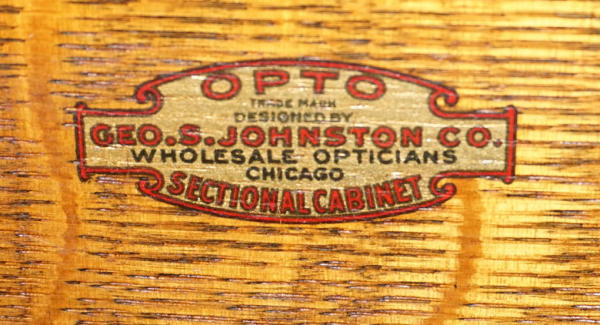 OPTO
TRADE MARK
DESIGNED BY
GEO. S. JOHNSTON CO.
WHOLESALE OPTICIANS
CHICAGO
SECTIONAL CABINET